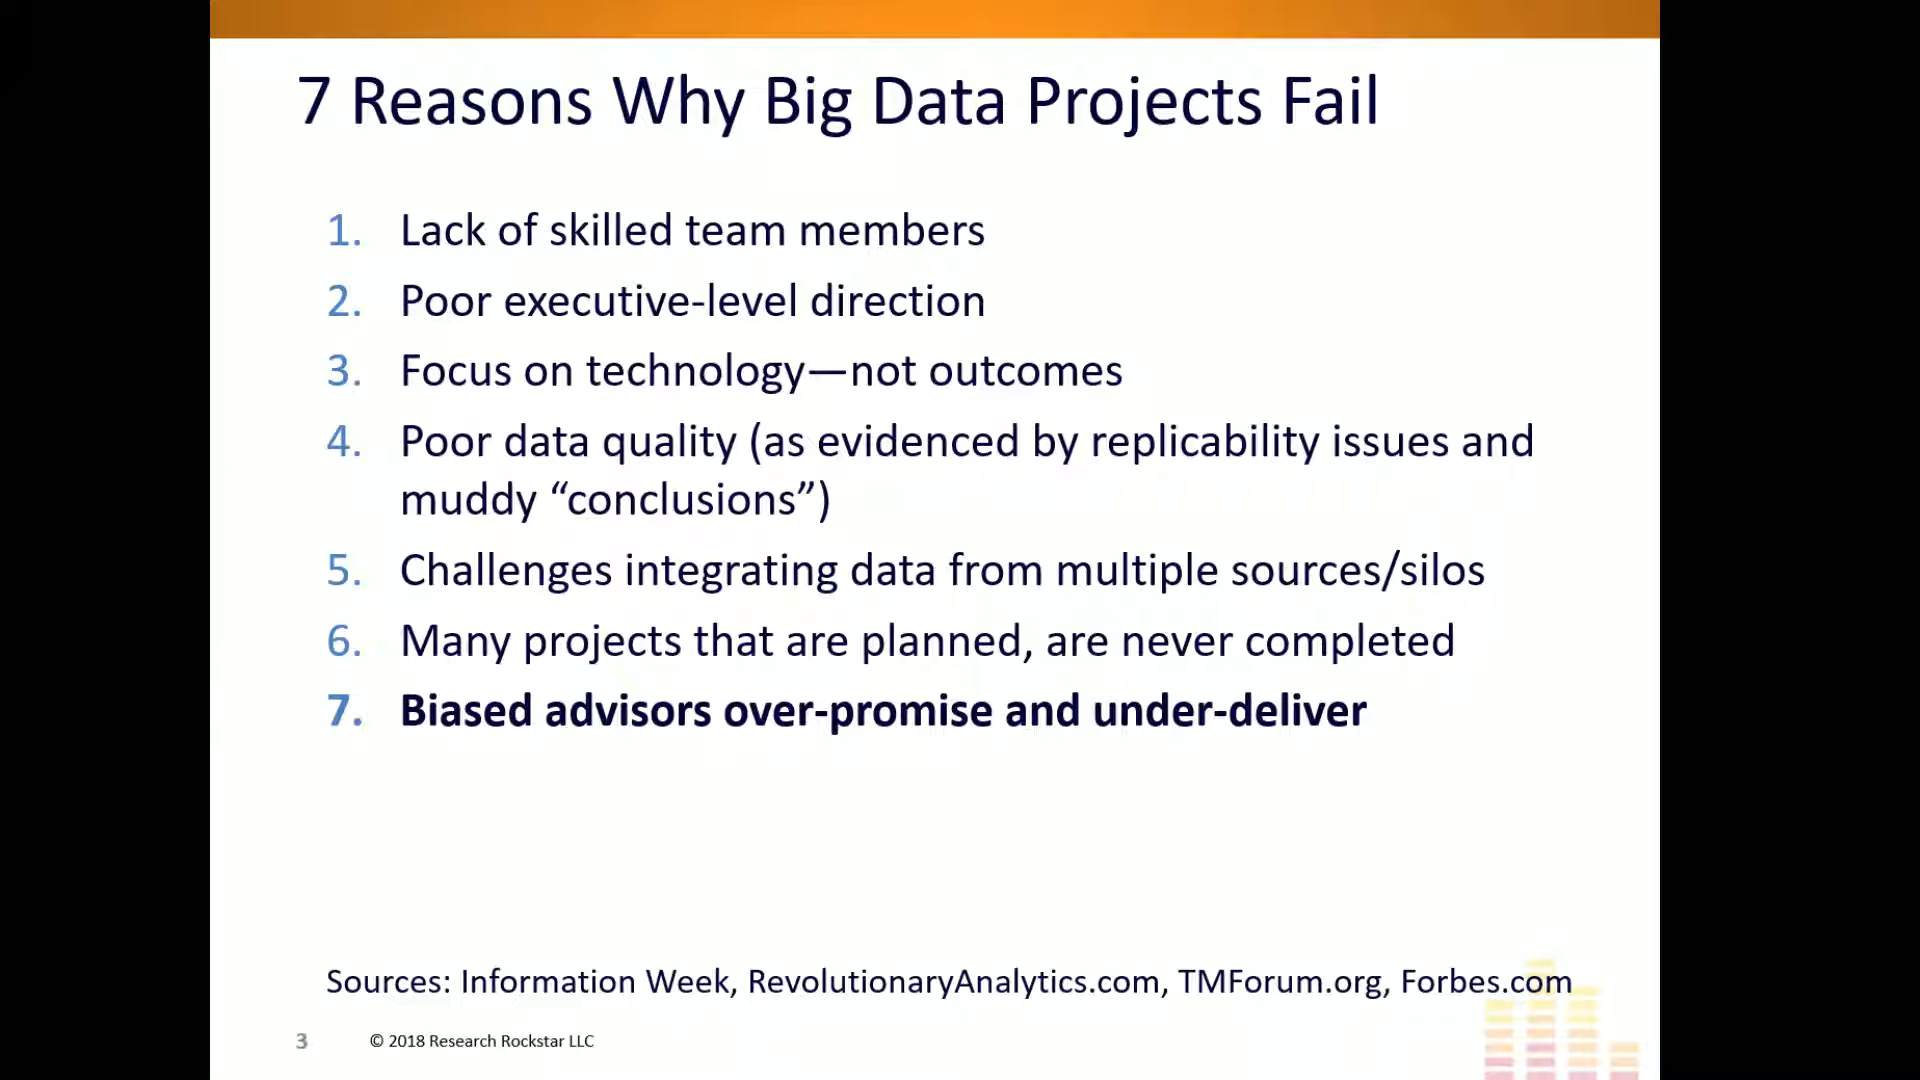 7 Reasons Why Big Data Projects Fail
1. Lack of skilled team members
2. Poor executive-level direction
3. Focus on technology—not outcomes
4. Poor data quality (as evidenced by replicability issues and
muddy “conclusions”)
5. Challenges integrating data from multiple sources/silos
6. Many projects that are planned, are never completed
7. Biased advisors over-promise and under-deliver
Sources: Information Week, RevolutionaryAnalytics.com, TMForum.org, Forbes.com
3 © 2018 Research Rockstar LLC